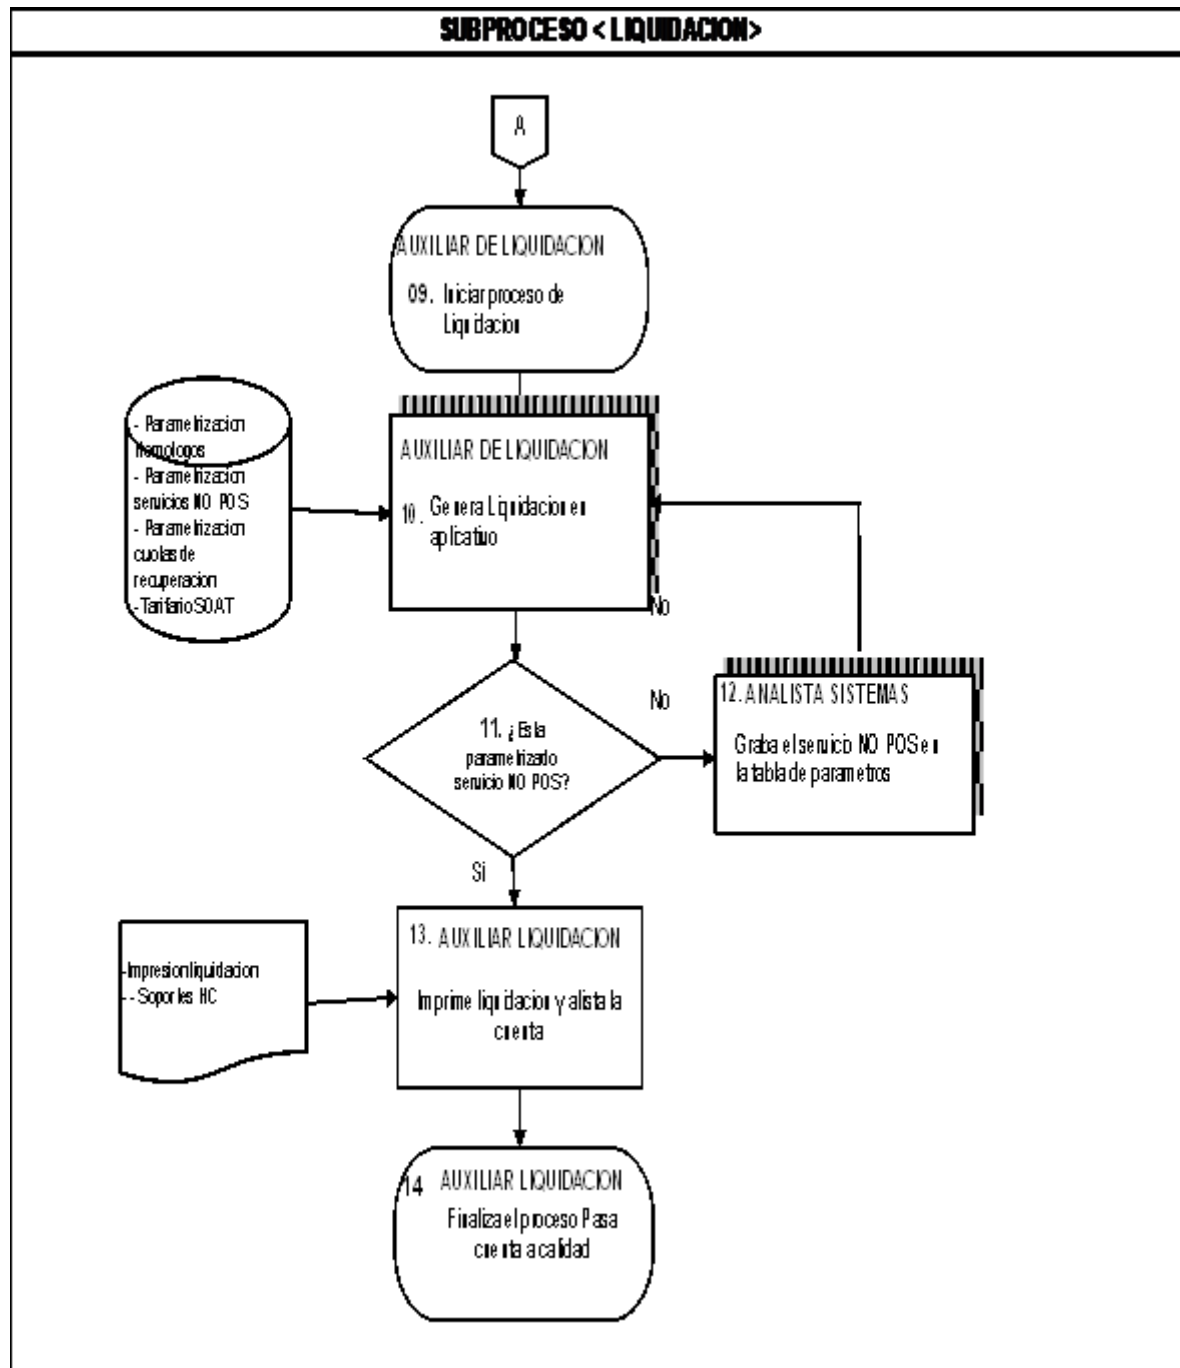 SUBPROCESO < LIQUIDACION>
A
AUXILIAR DE LIQUIDACION
09. Iniciar proceso de
Liquidacion
- Parametrizacion
Homologos
- Parametrizacion
servicios NO POS
- Parametrizacion
cuotas de
recuperacion
-Tarifario SOAT
AUXILIAR DE LIQUIDACION
10. Genera Liquidacion en
aplicativo
No
11. ¿Esta
parametrizado
servicio NO POS?
No
12. ANALISTA SISTEMAS
Graba el servicio NO POS en
la tabla de parametros
Si
13. AUXILIAR LIQUIDACION
Imprime liquidacion y alista la
cuenta
-Impresion liquidacion
- - Soportes HC
14 AUXILIAR LIQUIDACION
Finaliza el proceso Pasa
cuenta a calidad